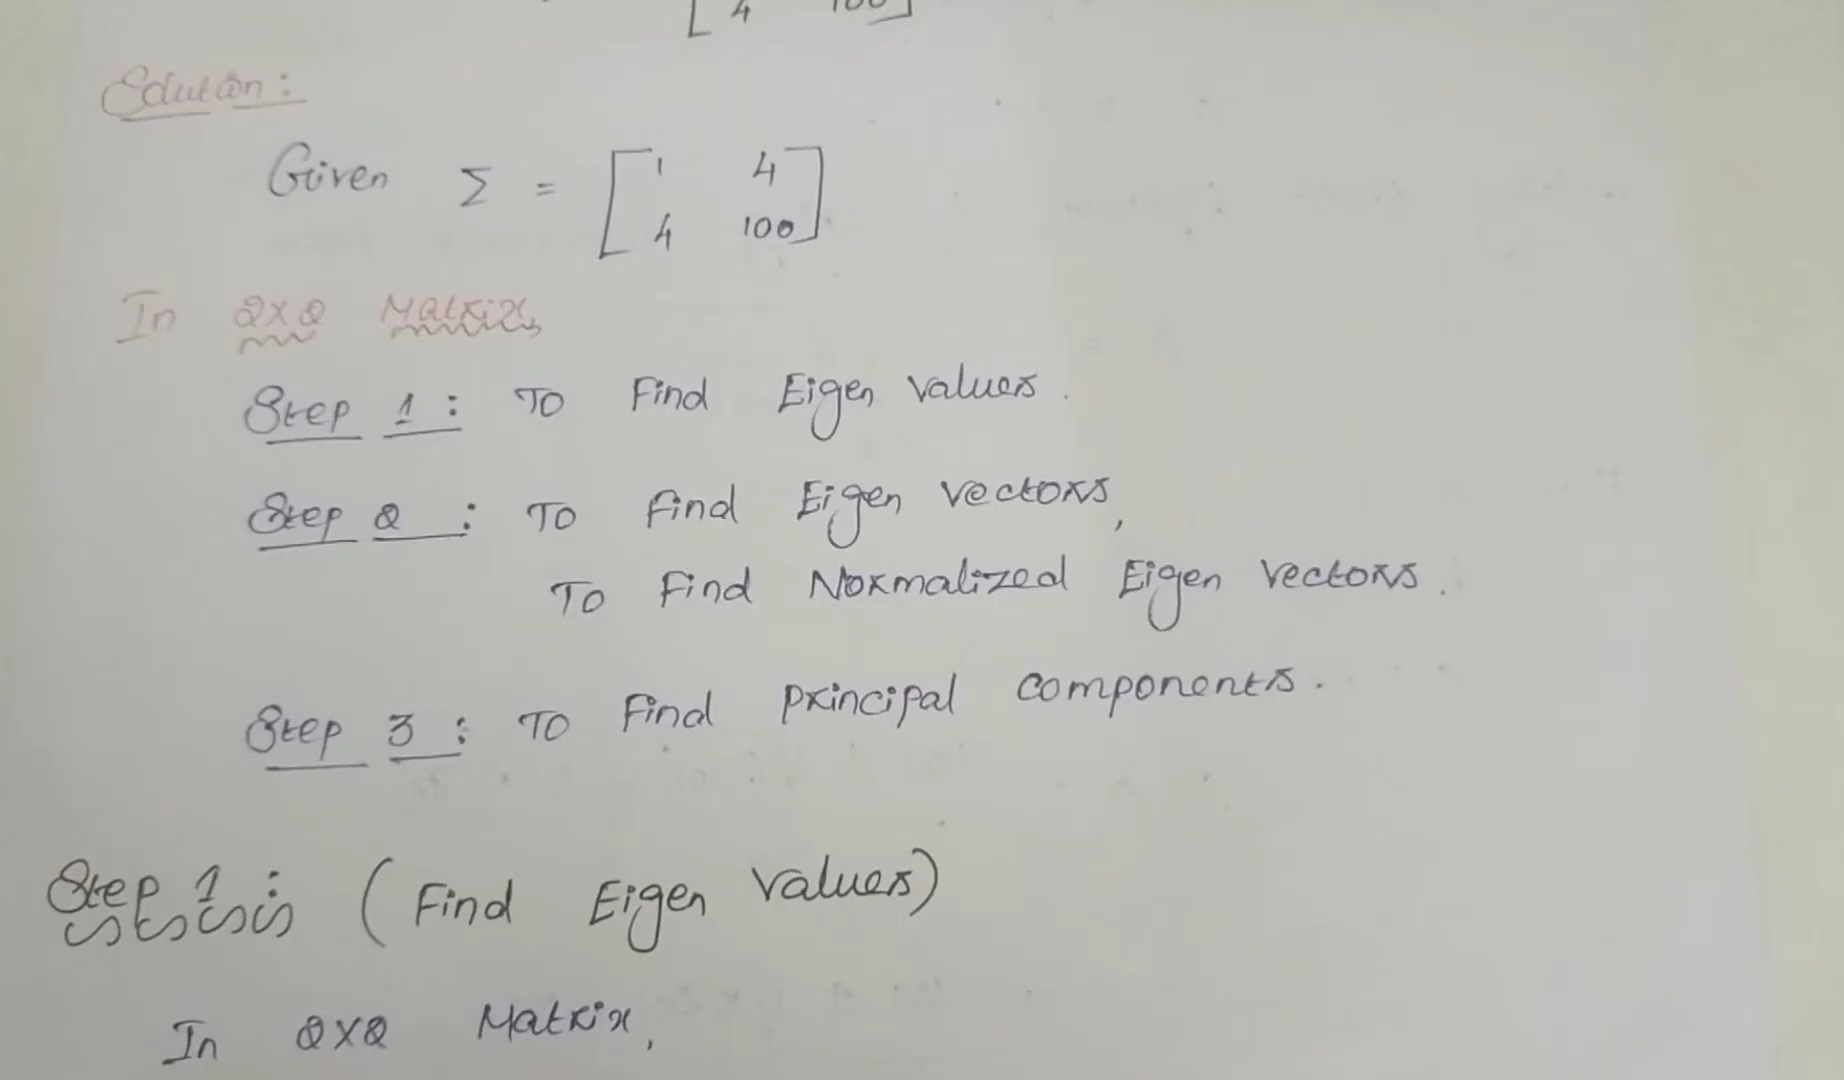 [ 4 100 ]
Solution:
Given Σ = [ 1 4
4 100 ]
In 2x2 Matrix,
Step 1 : To Find Eigen values.
Step 2 : To find Eigen vectors,
To Find Normalized Eigen vectors.
Step 3 : To Find principal components.
Step 1 : (Find Eigen values)
In 2x2 Matrix,